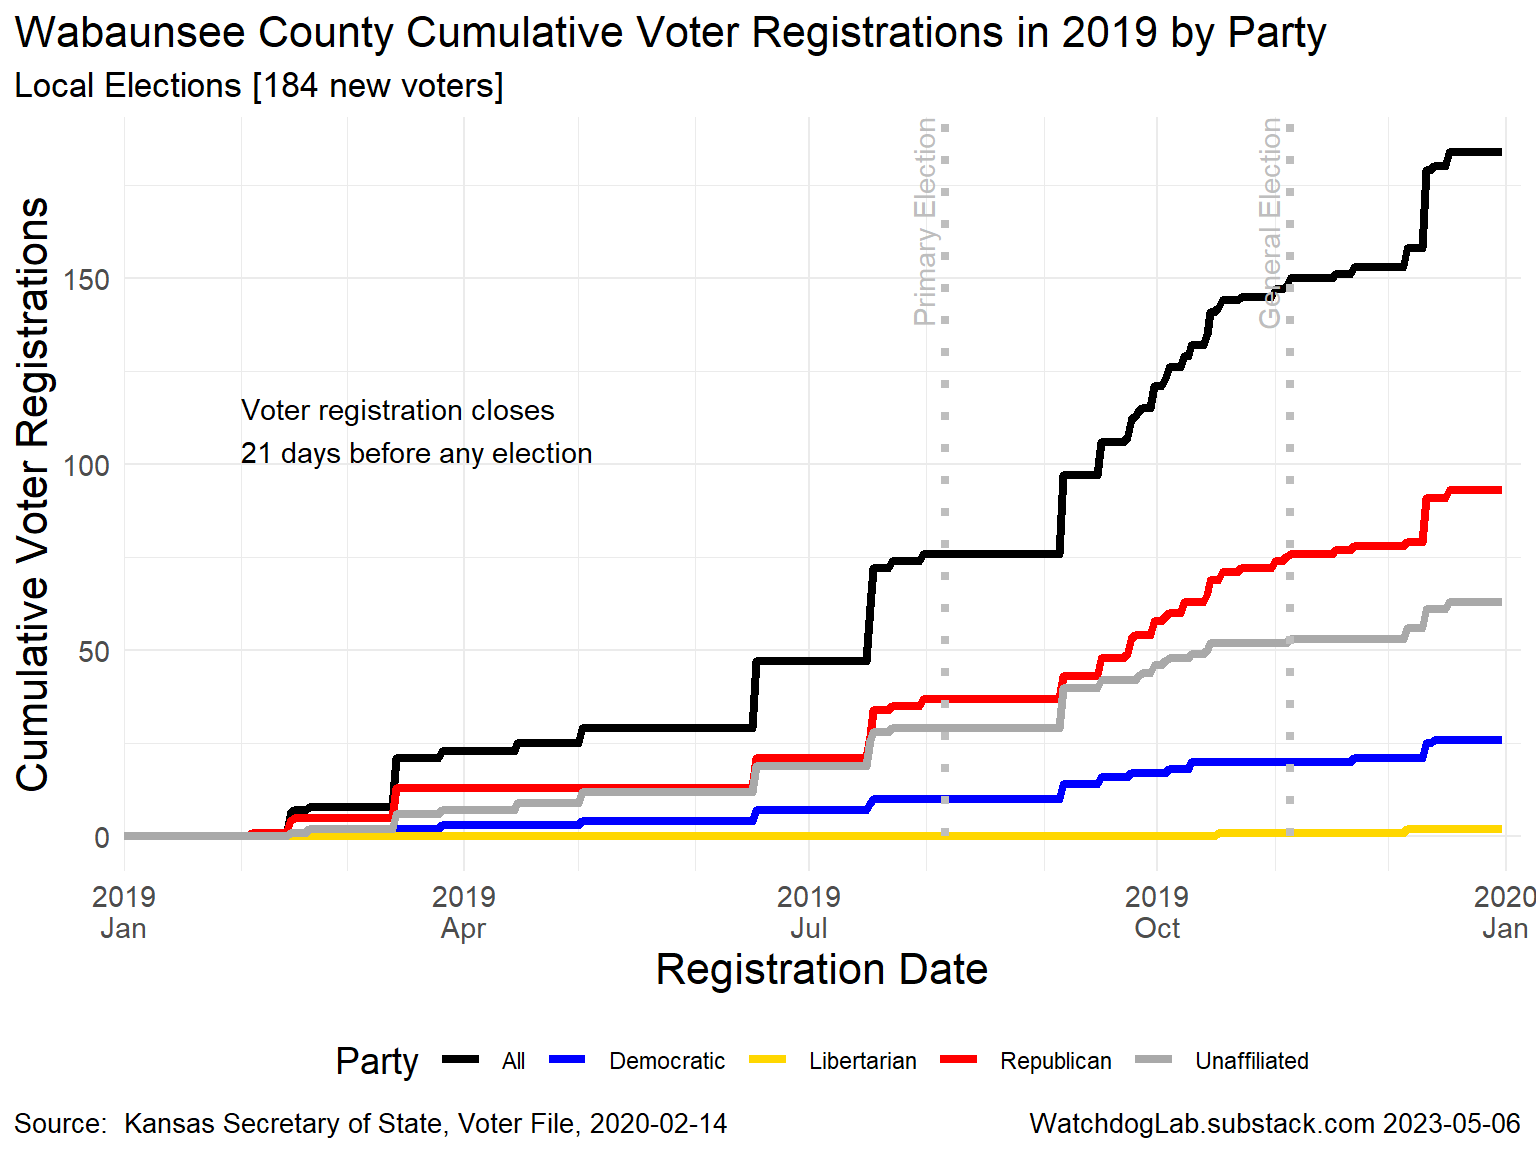 Wabaunsee County Cumulative Voter Registrations in 2019 by Party
Local Elections [184 new voters]
Cumulative Voter Registrations
150
100
50
0
Primary Election
General Election
Voter registration closes
21 days before any election
2019
Jan
2019
Apr
2019
Jul
2019
Oct
2020
Jan
Registration Date
Party
All
Democratic
Libertarian
Republican
Unaffiliated
Source:  Kansas Secretary of State, Voter File, 2020-02-14
WatchdogLab.substack.com 2023-05-06